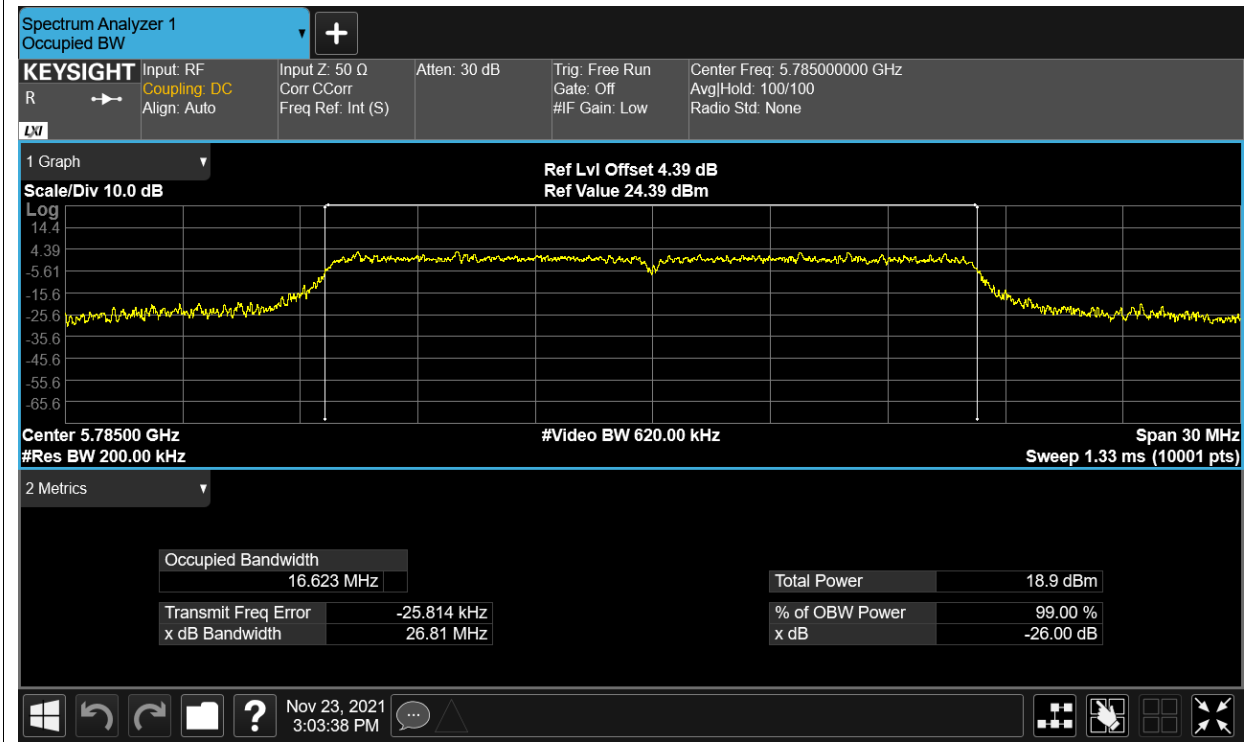 Spectrum Analyzer 1
Occupied BW
KEYSIGHT
R
LXI
Input: RF
Coupling: DC
Align: Auto
Input Z: 50 Ω
Corr CCorr
Freq Ref: Int (S)
Atten: 30 dB
Trig: Free Run
Gate: Off
#IF Gain: Low
Center Freq: 5.785000000 GHz
Avg|Hold: 100/100
Radio Std: None
1 Graph
Scale/Div 10.0 dB
Ref Lvl Offset 4.39 dB
Ref Value 24.39 dBm
Log
14.4
4.39
-5.61
-15.6
-25.6
-35.6
-45.6
-55.6
-65.6
Center 5.78500 GHz
#Res BW 200.00 kHz
#Video BW 620.00 kHz
Span 30 MHz
Sweep 1.33 ms (10001 pts)
2 Metrics
Occupied Bandwidth
16.623 MHz
Transmit Freq Error -25.814 kHz
x dB Bandwidth 26.81 MHz
Total Power 18.9 dBm
% of OBW Power 99.00 %
x dB -26.00 dB
?
Nov 23, 2021
3:03:38 PM